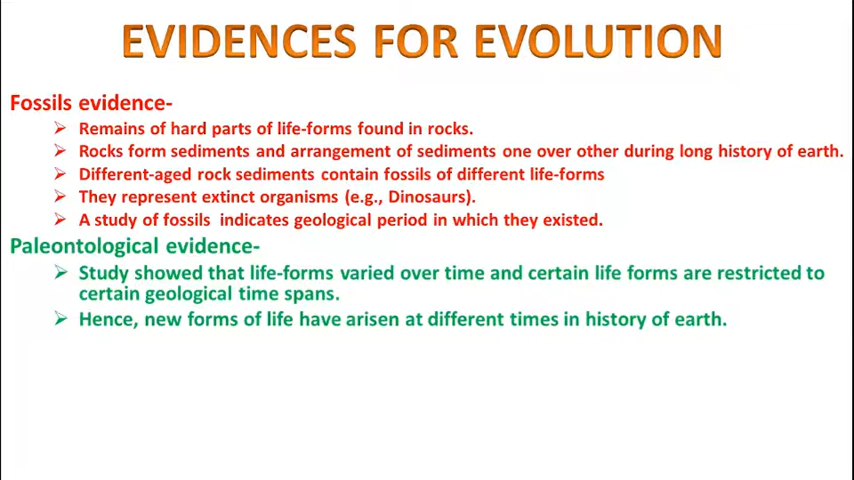 EVIDENCES FOR EVOLUTION
Fossils evidence-
Remains of hard parts of life-forms found in rocks.
Rocks form sediments and arrangement of sediments one over other during long history of earth.
Different-aged rock sediments contain fossils of different life-forms
They represent extinct organisms (e.g., Dinosaurs).
A study of fossils indicates geological period in which they existed.
Paleontological evidence-
Study showed that life-forms varied over time and certain life forms are restricted to
certain geological time spans.
Hence, new forms of life have arisen at different times in history of earth.